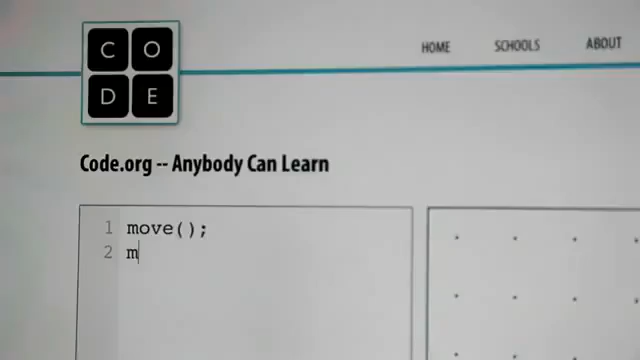 C O
D E
HOME SCHOOLS ABOUT
Code.org -- Anybody Can Learn
1 move();
2 m